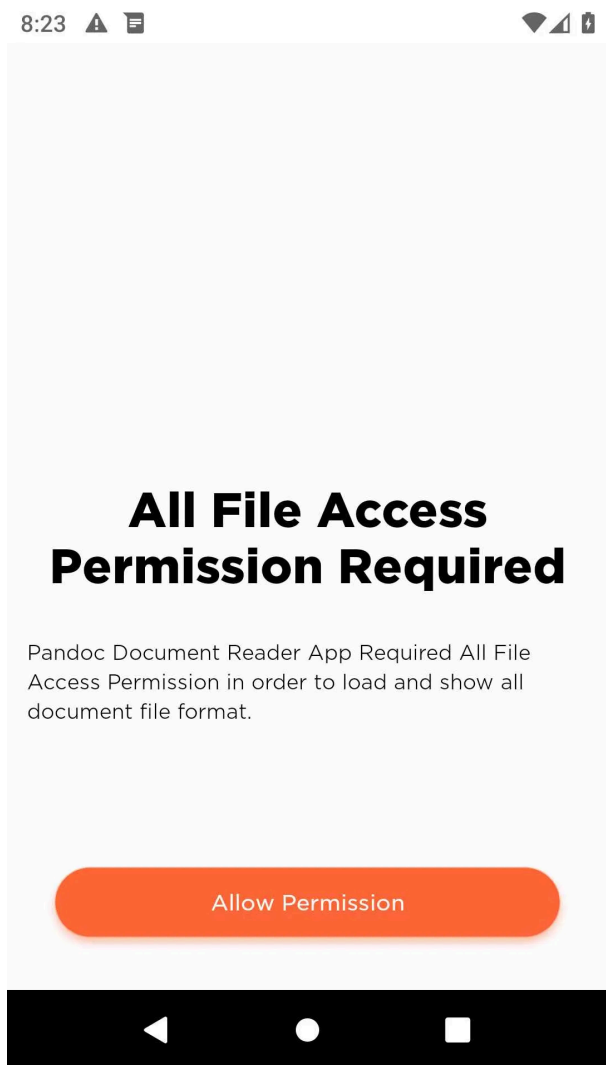 8:23
All File Access
Permission Required
Pandoc Document Reader App Required All File
Access Permission in order to load and show all
document file format.
Allow Permission